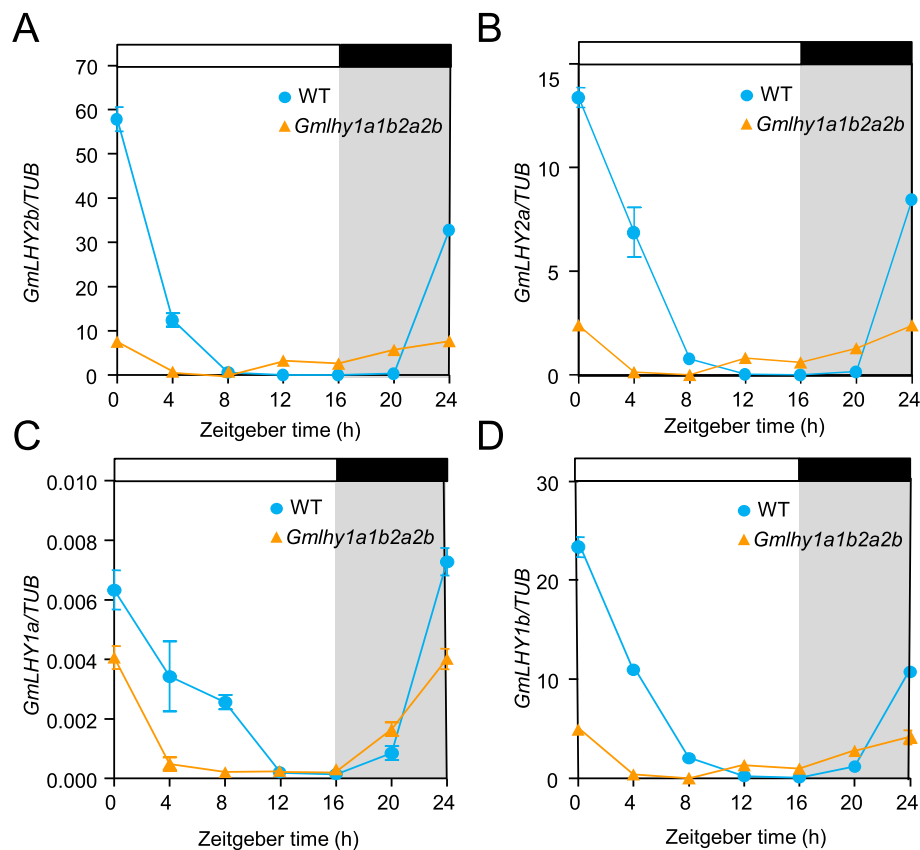 A
GmLHY2b/TUB
70
60
50
40
30
20
10
0
WT
Gmlhy1a1b2a2b
0 4 8 12 16 20 24
Zeitgeber time (h)
B
GmLHY2a/TUB
15
10
5
0
WT
Gmlhy1a1b2a2b
0 4 8 12 16 20 24
Zeitgeber time (h)
C
GmLHY1a/TUB
0.010
0.008
0.006
0.004
0.002
0.000
WT
Gmlhy1a1b2a2b
0 4 8 12 16 20 24
Zeitgeber time (h)
D
GmLHY1b/TUB
30
20
10
0
WT
Gmlhy1a1b2a2b
0 4 8 12 16 20 24
Zeitgeber time (h)